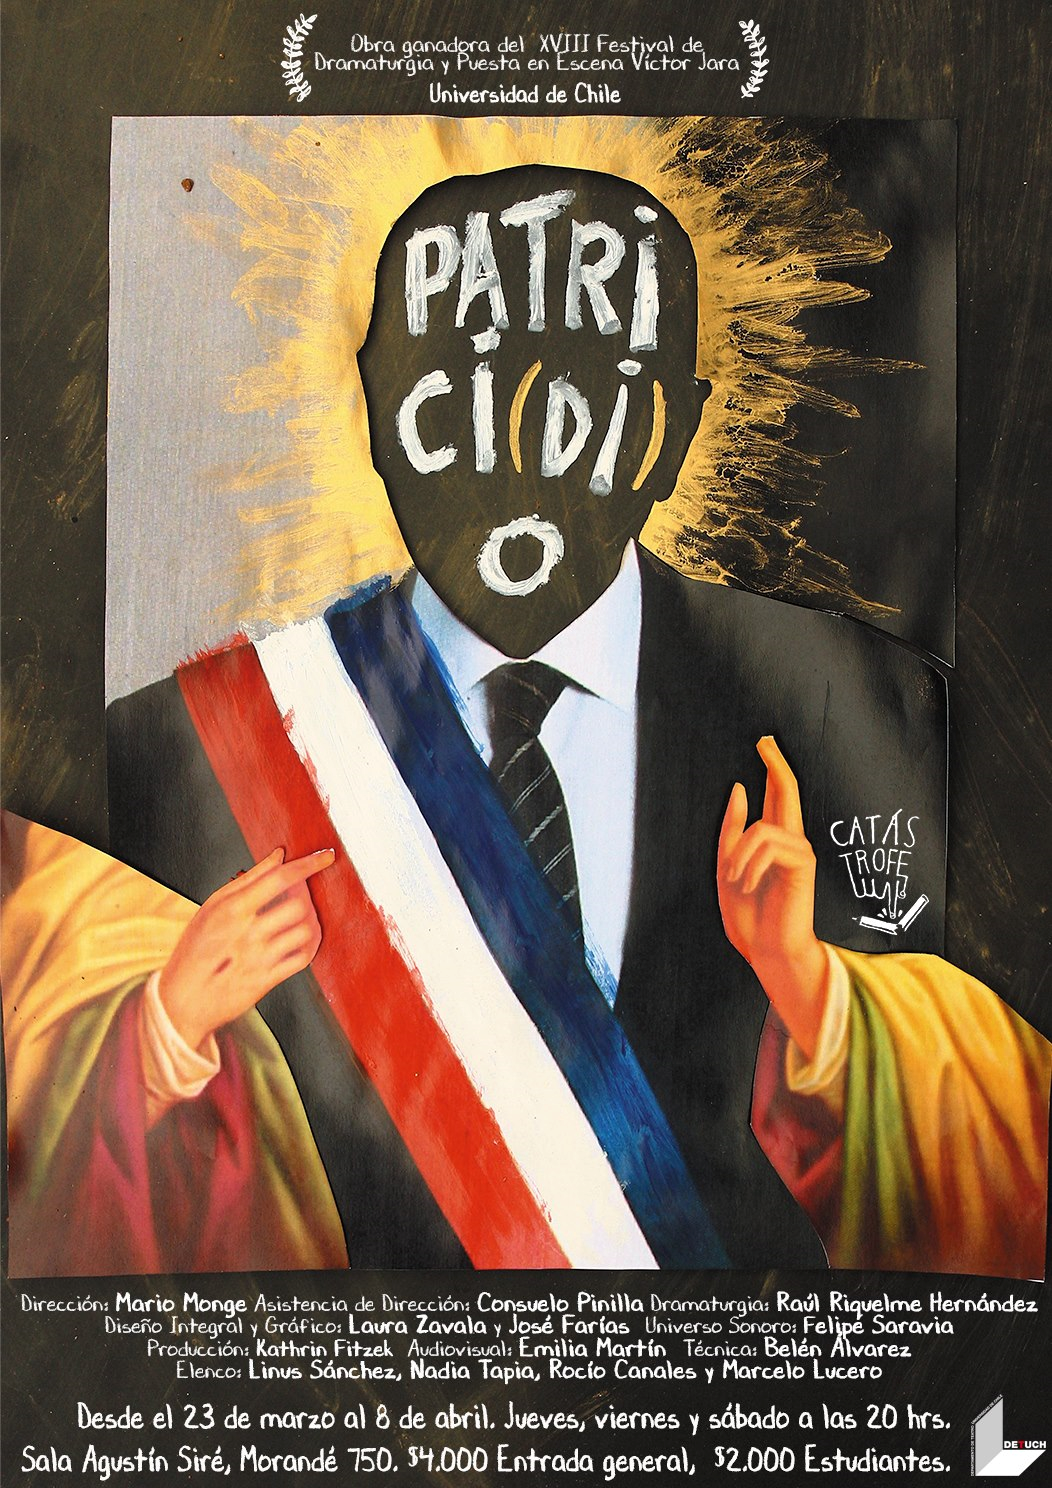 Obra ganadora del XVIII Festival de
Dramaturgia y Puesta en Escena Víctor Jara
Universidad de Chile
PATRI
CI(DI)
O
CATÁS
TROFE
Dirección: Mario Monge Asistencia de Dirección: Consuelo Pinilla Dramaturgia: Raúl Riquelme Hernández
Diseño Integral y Gráfico: Laura Zavala y José Farías Universo Sonoro: Felipe Saravia
Producción: Kathrin Fitzek Audiovisual: Emilia Martín Técnica: Belén Álvarez
Elenco: Linus Sánchez, Nadia Tapia, Rocío Canales y Marcelo Lucero
Desde el 23 de marzo al 8 de abril. Jueves, viernes y sábado a las 20 hrs.
Sala Agustín Siré, Morandé 750. $4.000 Entrada general, $2.000 Estudiantes.
DETUCH